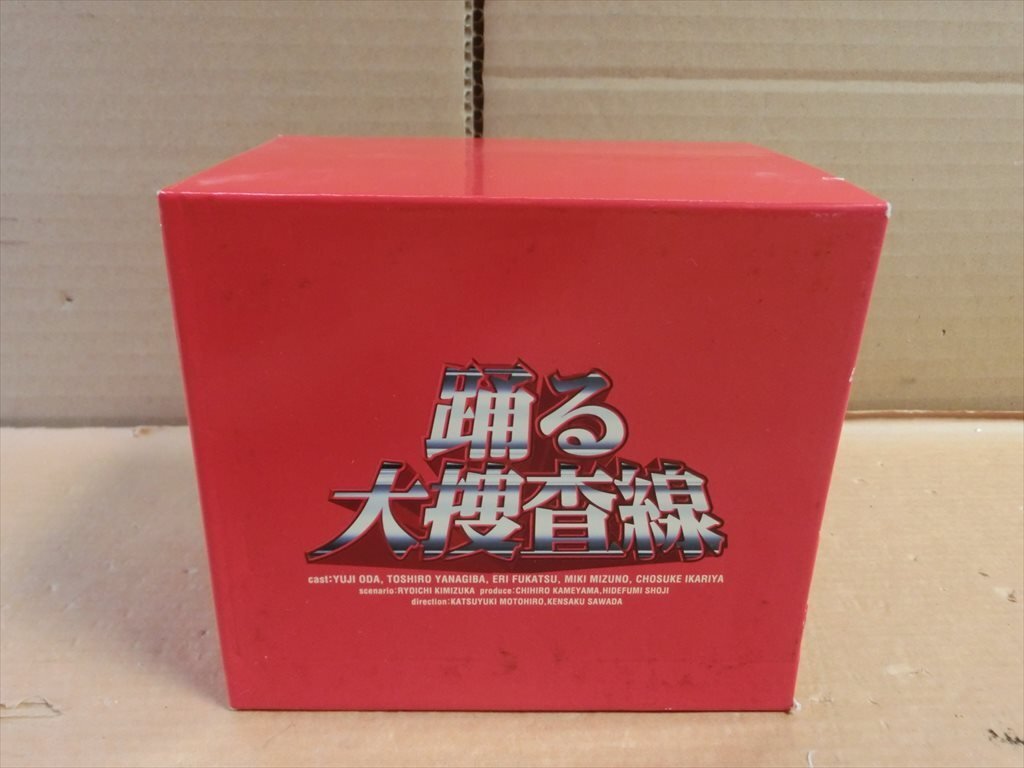 踊る
大捜査線
cast:YUJI ODA, TOSHIRO YANAGIBA, ERI FUKATSU, MIKI MIZUNO, CHOSUKE IKARIYA
scenario:RYOICHI KIMIZUKA produce:CHIHIRO KAMEYAMA,HIDEFUMI SHOJI
direction:KATSUYUKI MOTOHIRO,KENSAKU SAWADA